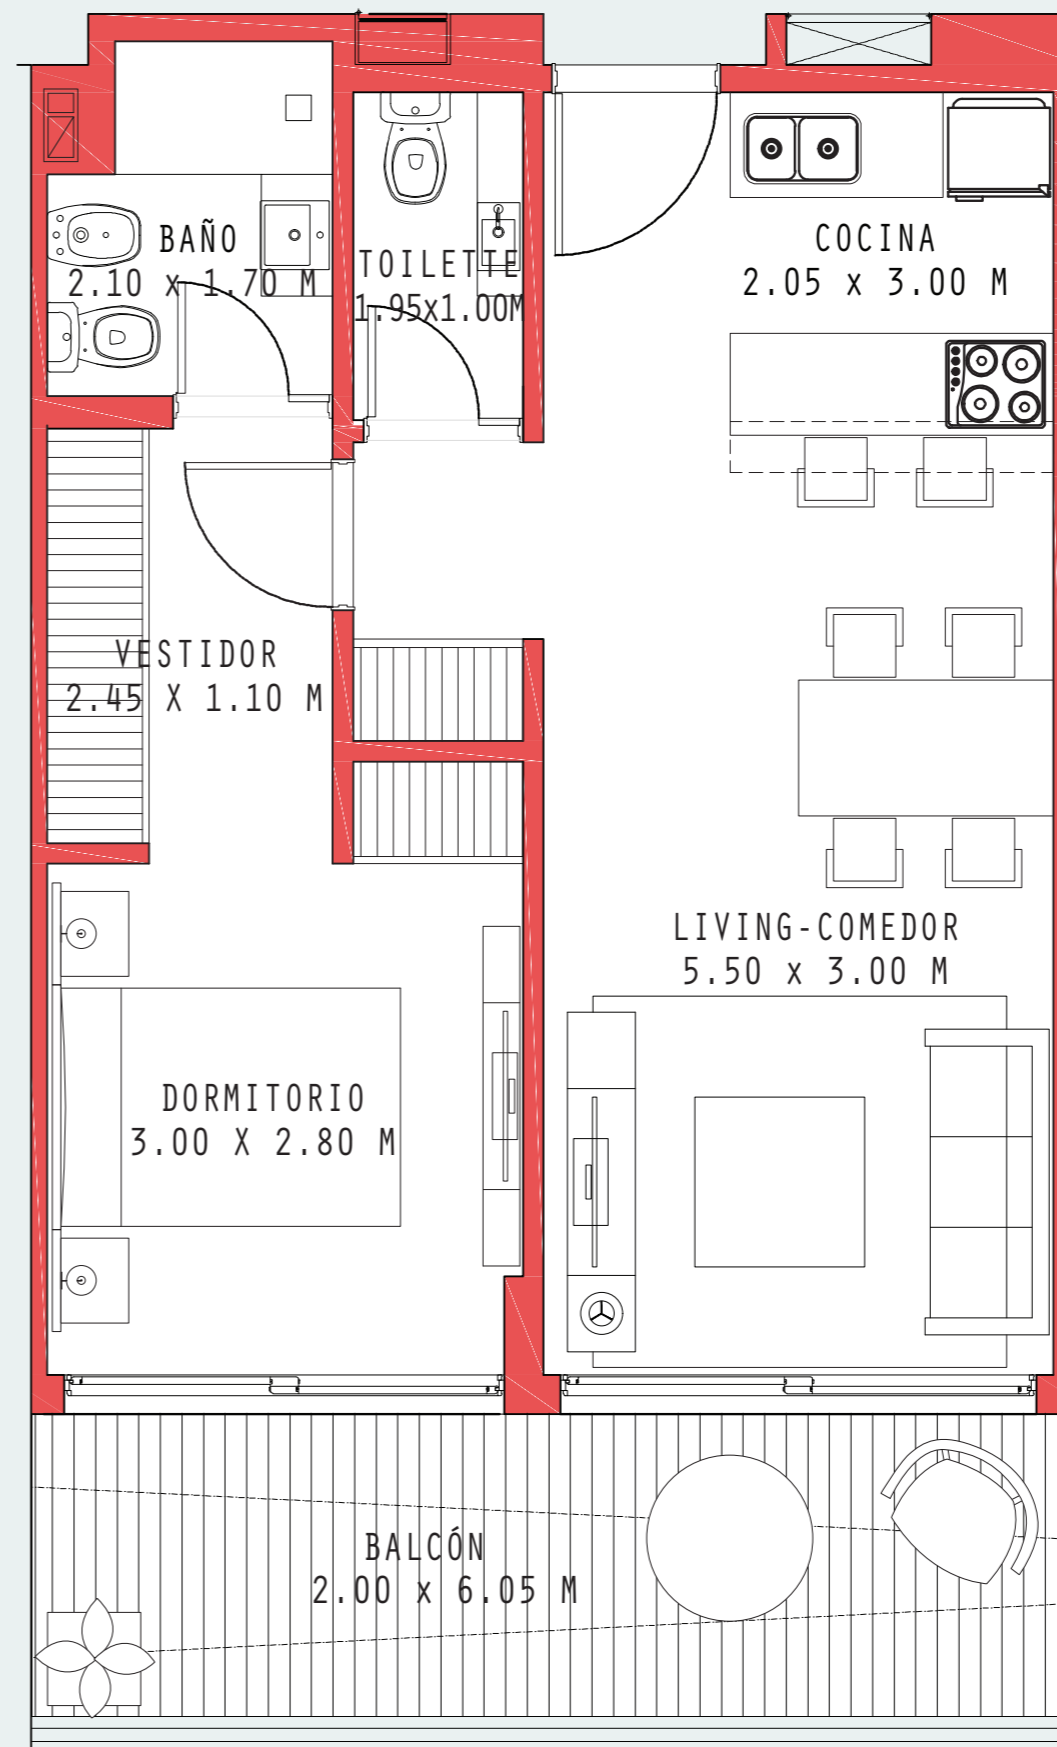 BAÑO
2.10 x 1.70 M
TOILETTE
1.95x1.00M
COCINA
2.05 x 3.00 M
VESTIDOR
2.45 X 1.10 M
LIVING-COMEDOR
5.50 x 3.00 M
DORMITORIO
3.00 X 2.80 M
BALCÓN
2.00 x 6.05 M